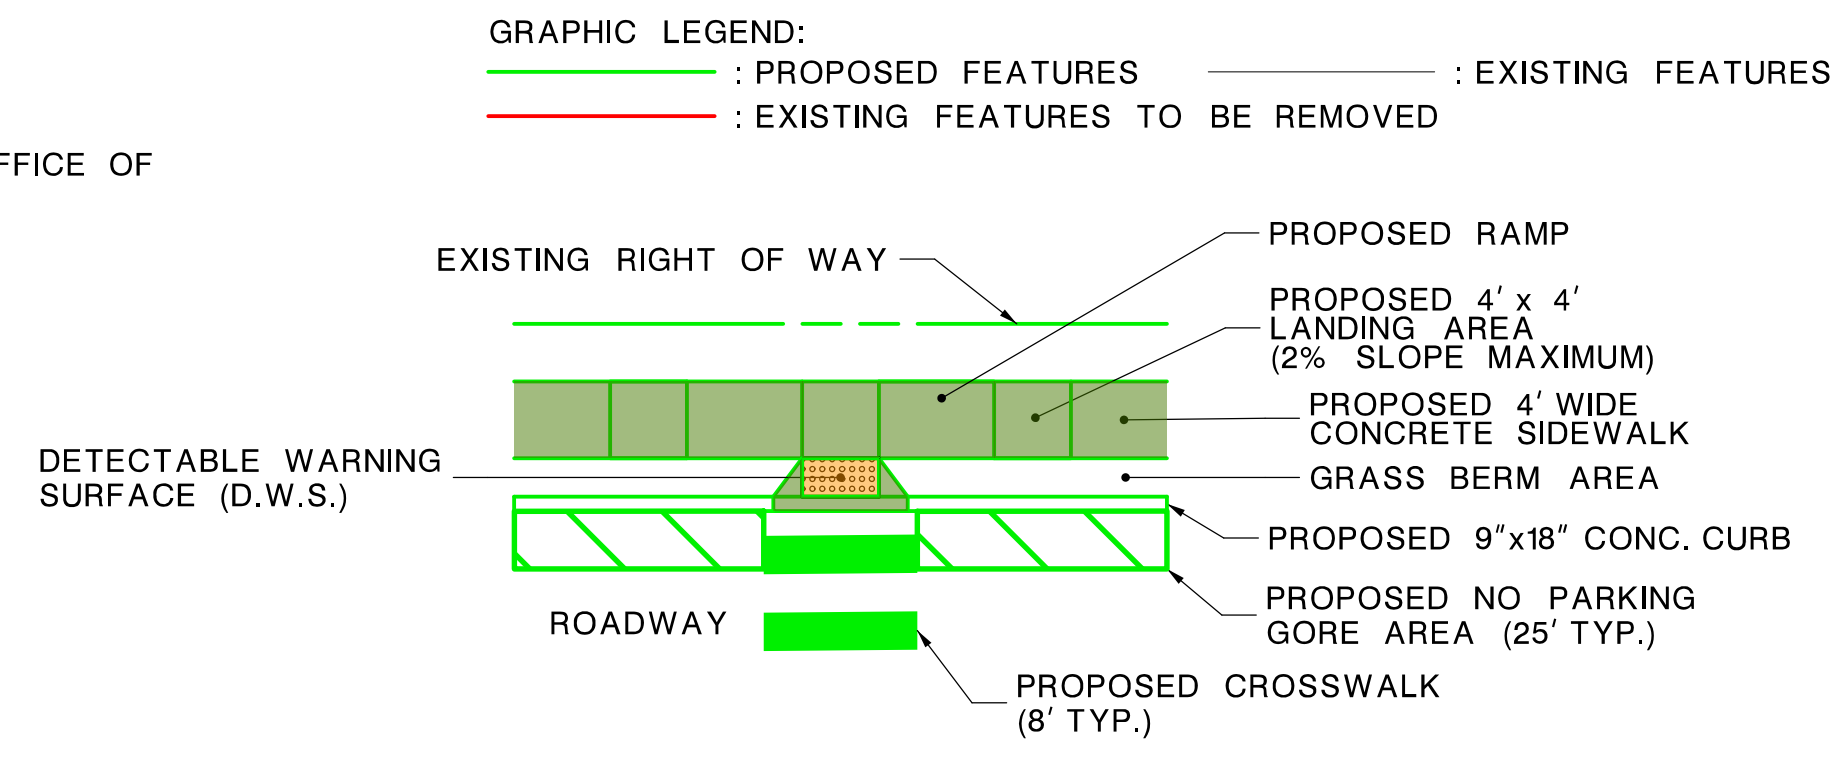 GRAPHIC LEGEND:
: PROPOSED FEATURES
: EXISTING FEATURES
: EXISTING FEATURES TO BE REMOVED
OF
EXISTING RIGHT OF WAY
PROPOSED RAMP
PROPOSED 4' x 4'
LANDING AREA
(2% SLOPE MAXIMUM)
PROPOSED 4' WIDE
CONCRETE SIDEWALK
DETECTABLE WARNING
SURFACE (D.W.S.)
GRASS BERM AREA
PROPOSED 9"x18" CONC. CURB
PROPOSED NO PARKING
GORE AREA (25' TYP.)
ROADWAY
PROPOSED CROSSWALK
(8' TYP.)